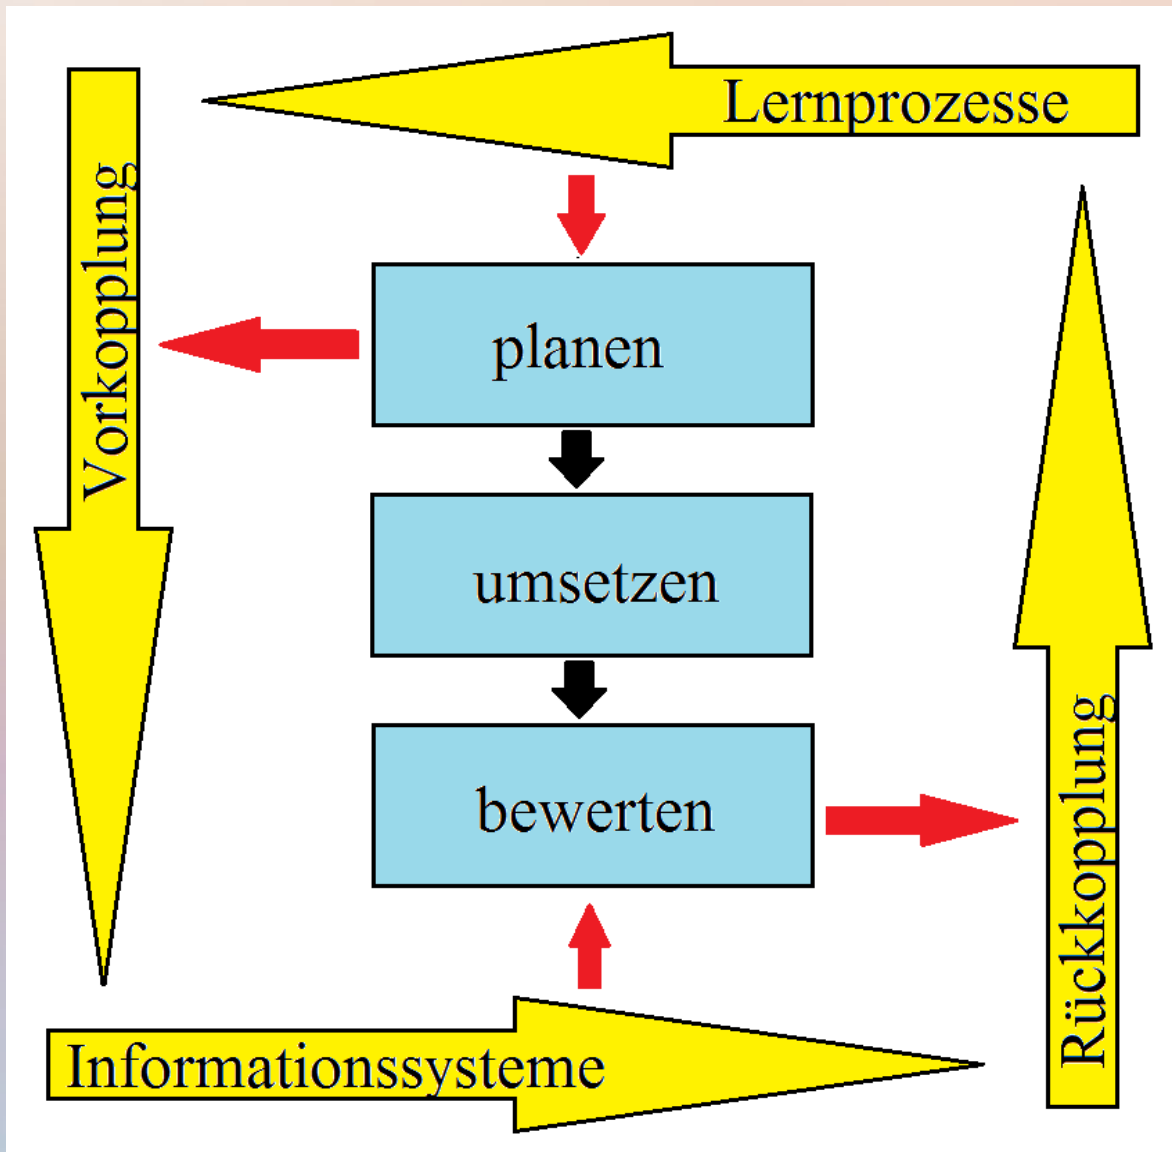 Lernprozesse
Vorkopplung
planen
umsetzen
bewerten
Rückkopplung
Informationssysteme